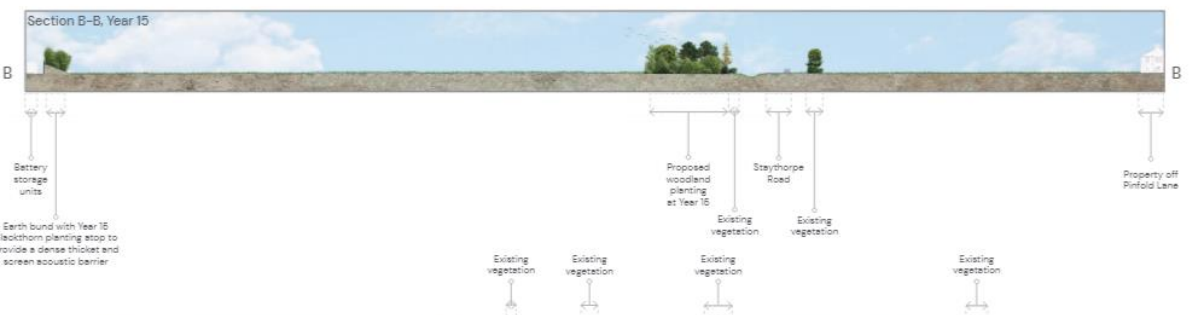 Section B-B, Year 15
B
B
Battery
storage
units
Earth bund with Year 15
lackthorn planting atop to
rovide a dense thicket and
screen acoustic barrier
Proposed
woodland
planting
at Year 15
Existing
vegetation
Staythorpe
Road
Existing
vegetation
Property off
Pinfold Lane
Existing
vegetation
Existing
vegetation
Existing
vegetation
Existing
vegetation